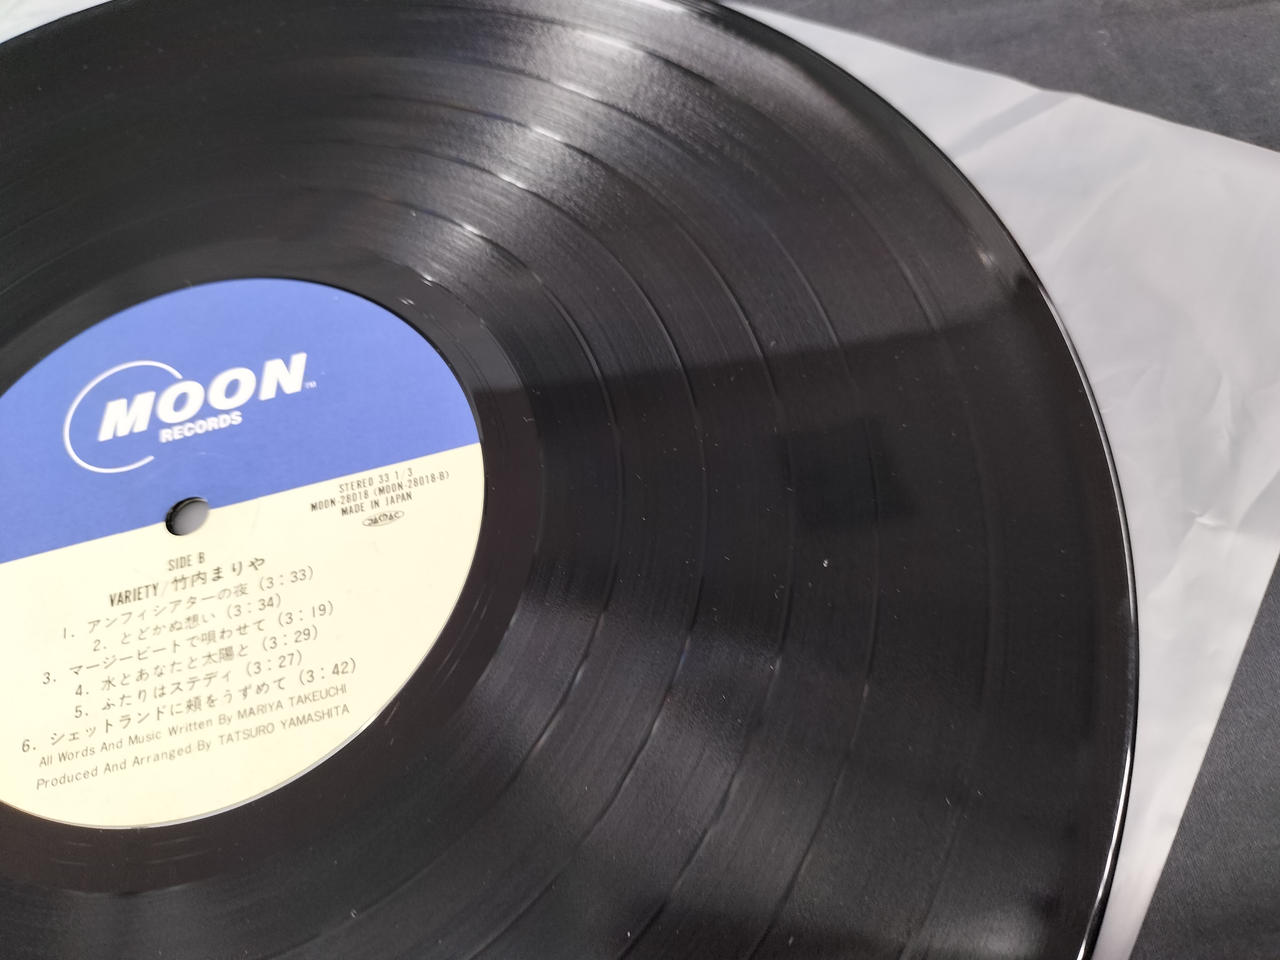 MOON™
RECORDS
STEREO 33 1/3
MOON-28018 (MOON-28018-B)
MADE IN JAPAN
JASRAC
SIDE B
VARIETY/竹内まりや
1. アンフィシアターの夜 (3:33)
2. とどかぬ想い (3:34)
3. マージービートで唄わせて (3:19)
4. 水とあなたと太陽と (3:29)
5. ふたりはステディ (3:27)
6. シェットランドに頬をうずめて (3:42)
All Words And Music Written By MARIYA TAKEUCHI
Produced And Arranged By TATSURO YAMASHITA